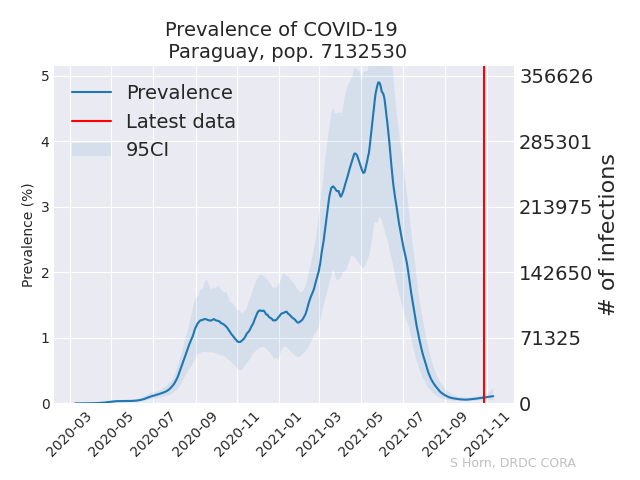 Prevalence of COVID-19
Paraguay, pop. 7132530
Prevalence
Latest data
95CI
Prevalence (%)
5
4
3
2
1
0
356626
285301
213975
142650
71325
0
# of infections
2020-03
2020-05
2020-07
2020-09
2020-11
2021-01
2021-03
2021-05
2021-07
2021-09
2021-11
S Horn, DRDC CORA